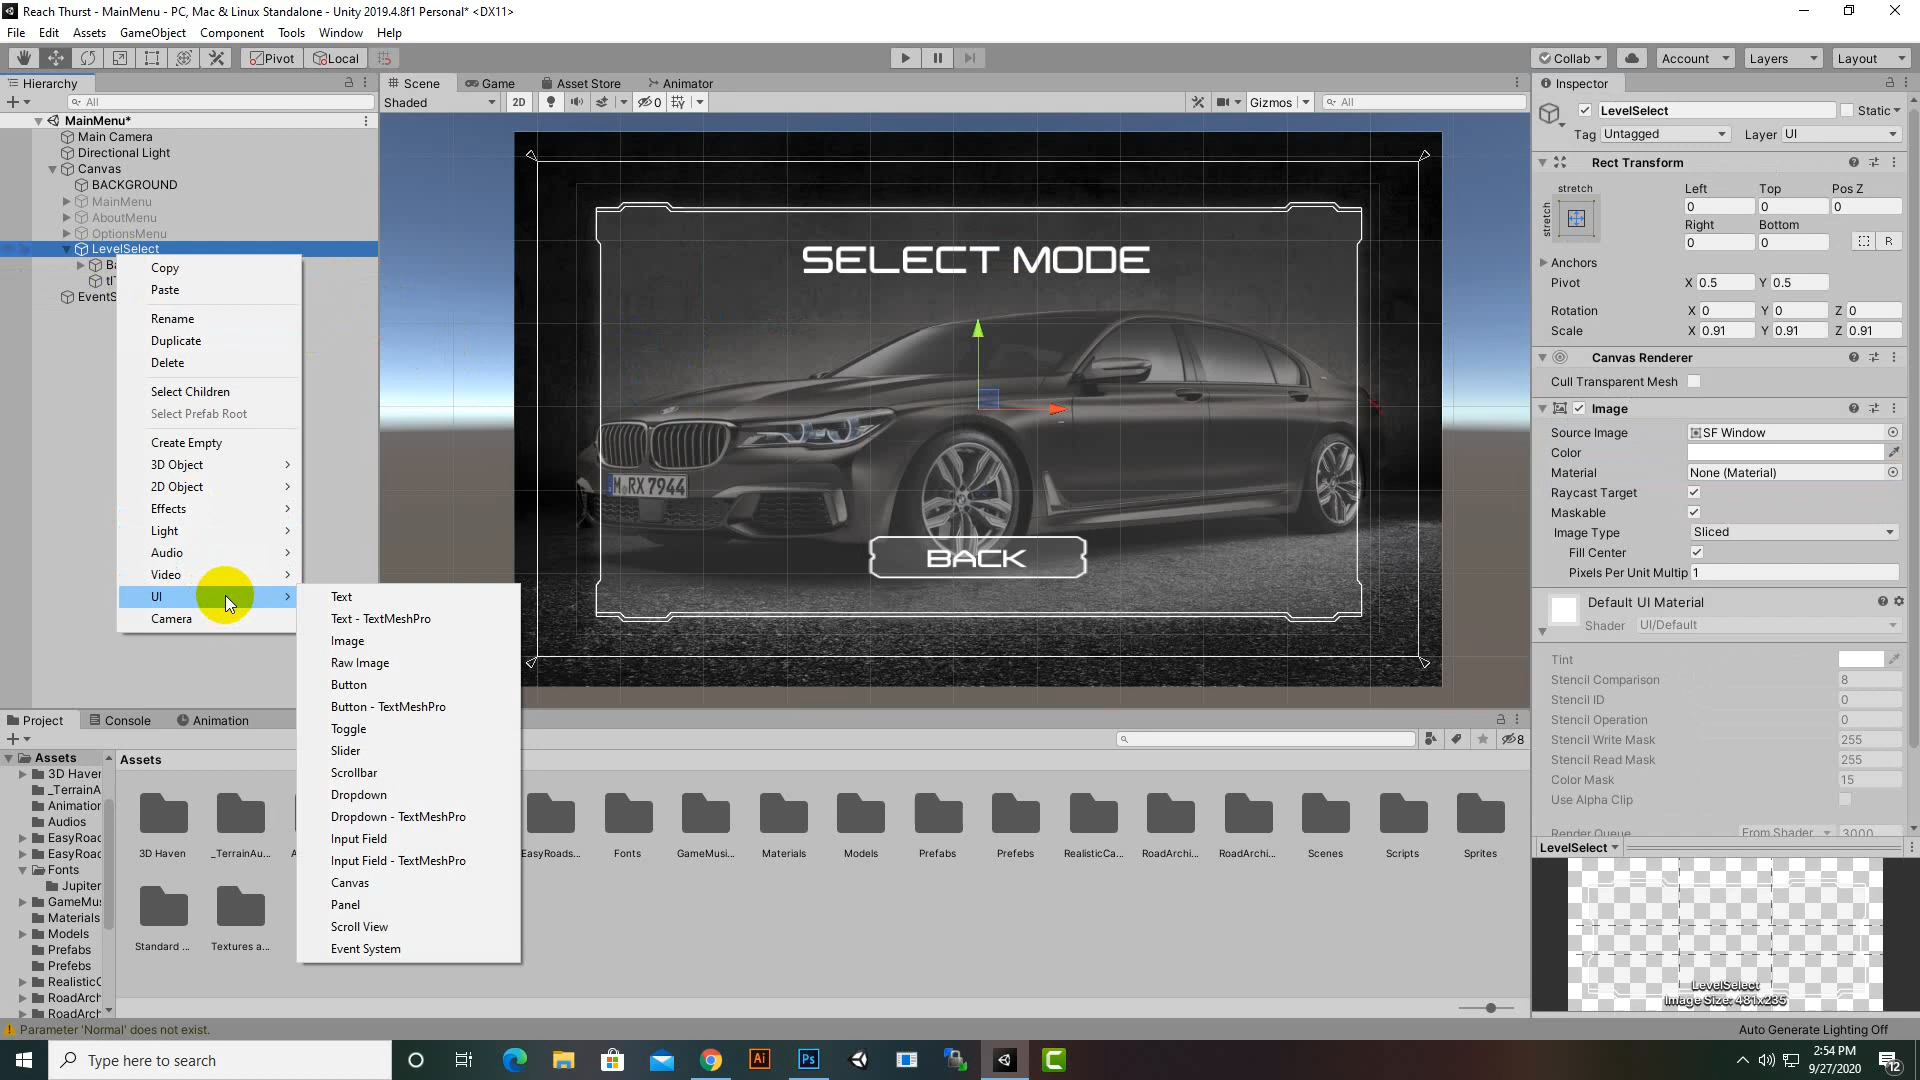 Reach Thurst - MainMenu - PC, Mac & Linux Standalone - Unity 2019.4.8f1 Personal* <DX11>
File Edit Assets GameObject Component Tools Window Help
Pivot Local Collab Account Layers Layout
Hierarchy Scene Game Asset Store Animator Inspector
All Shaded 2D 0 Gizmos All
MainMenu*
Main Camera
Directional Light
Canvas
BACKGROUND
MainMenu
AboutMenu
OptionsMenu
LevelSelect
EventS
Copy
Paste
Rename
Duplicate
Delete
Select Children
Select Prefab Root
Create Empty
3D Object
2D Object
Effects
Light
Audio
Video
UI
Camera
Text
Text - TextMeshPro
Image
Raw Image
Button
Button - TextMeshPro
Toggle
Slider
Scrollbar
Dropdown
Dropdown - TextMeshPro
Input Field
Input Field - TextMeshPro
Canvas
Panel
Scroll View
Event System
SELECT MODE
M RX 7944
BACK
LevelSelect Static
Tag Untagged Layer UI
Rect Transform
stretch
stretch
Left Top Pos Z
0 0 0
Right Bottom
0 0 R
Anchors
Pivot X 0.5 Y 0.5
Rotation X 0 Y 0 Z 0
Scale X 0.91 Y 0.91 Z 0.91
Canvas Renderer
Cull Transparent Mesh
Image
Source Image SF Window
Color
Material None (Material)
Raycast Target
Maskable
Image Type Sliced
Fill Center
Pixels Per Unit Multip 1
Default UI Material
Shader UI/Default
Tint
Stencil Comparison 8
Stencil ID 0
Stencil Operation 0
Stencil Write Mask 255
Stencil Read Mask 255
Color Mask 15
Use Alpha Clip
Render Queue From Shader 3000
LevelSelect
LevelSelect
Image Size: 481x235
Project Console Animation
8
Assets
3D Haven
_TerrainA
Animation
Audios
EasyRoad
EasyRoad
Fonts
Jupiter
GameMus
Materials
Models
Prefabs
Prefebs
RealisticC
RoadArch
RoadArch
Assets
3D Haven _TerrainAu... EasyRoads... Fonts GameMusi... Materials Models Prefabs Prefebs RealisticCa... RoadArchi... RoadArchi... Scenes Scripts Sprites
Standard ... Textures a...
Parameter 'Normal' does not exist.
Auto Generate Lighting Off
Type here to search
Ai Ps
2:54 PM
9/27/2020
12